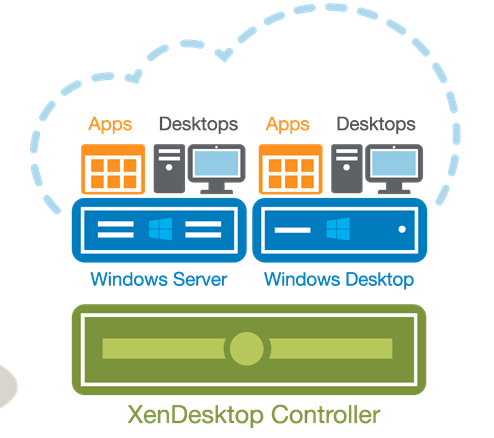 Apps Desktops Apps Desktops
Windows Server Windows Desktop
XenDesktop Controller